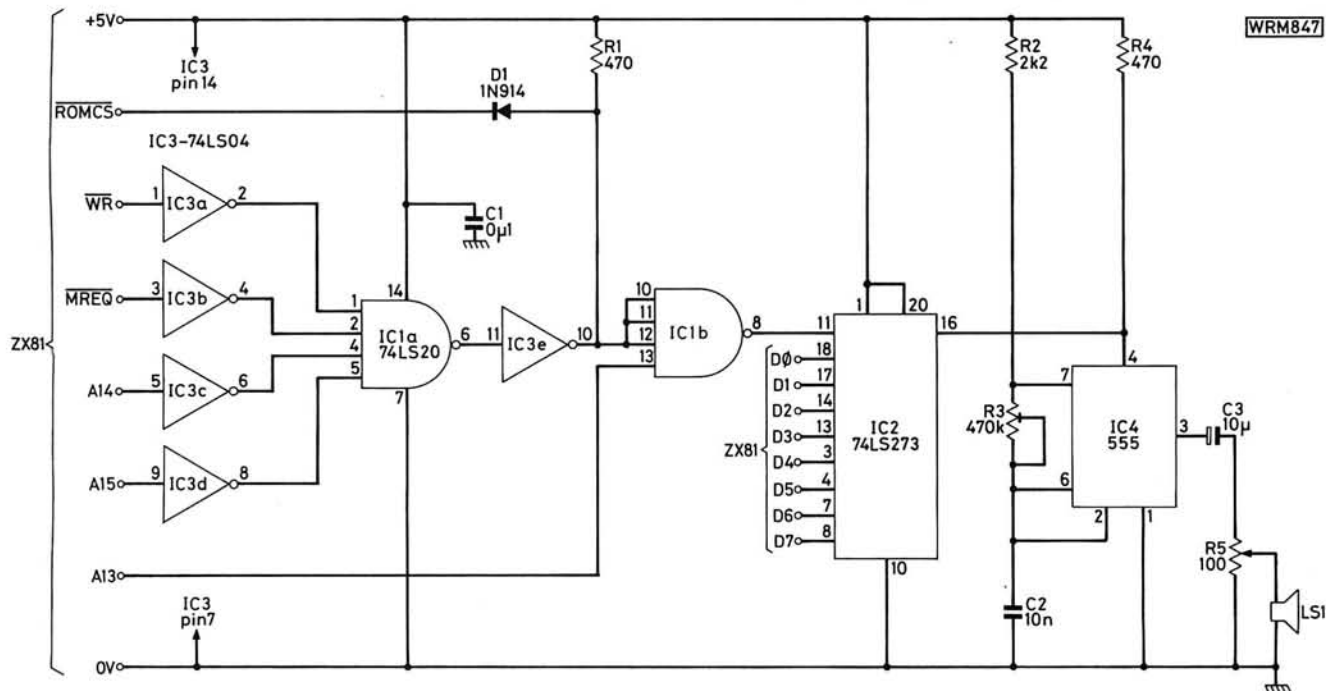 +5V
IC3
pin 14
R1
470
R2
2k2
R4
470
WRM847
D1
1N914
ROMCS
IC3-74LS04
WR
1
IC3a
2
C1
0µ1
MREQ
3
IC3b
4
14
1
2
IC1a
74LS20
4
5
6
7
11
IC3e
10
10
11
12
13
IC1b
8
ZX81
A14
5
IC3c
6
A15
9
IC3d
8
A13
1
20
11
16
DØ
18
D1
17
D2
14
D3
13
D4
3
D5
4
D6
7
D7
8
ZX81
IC2
74LS273
10
R3
470k
4
7
IC4
555
3
6
2
1
C3
10µ
R5
100
C2
10n
LS1
IC3
pin7
0V